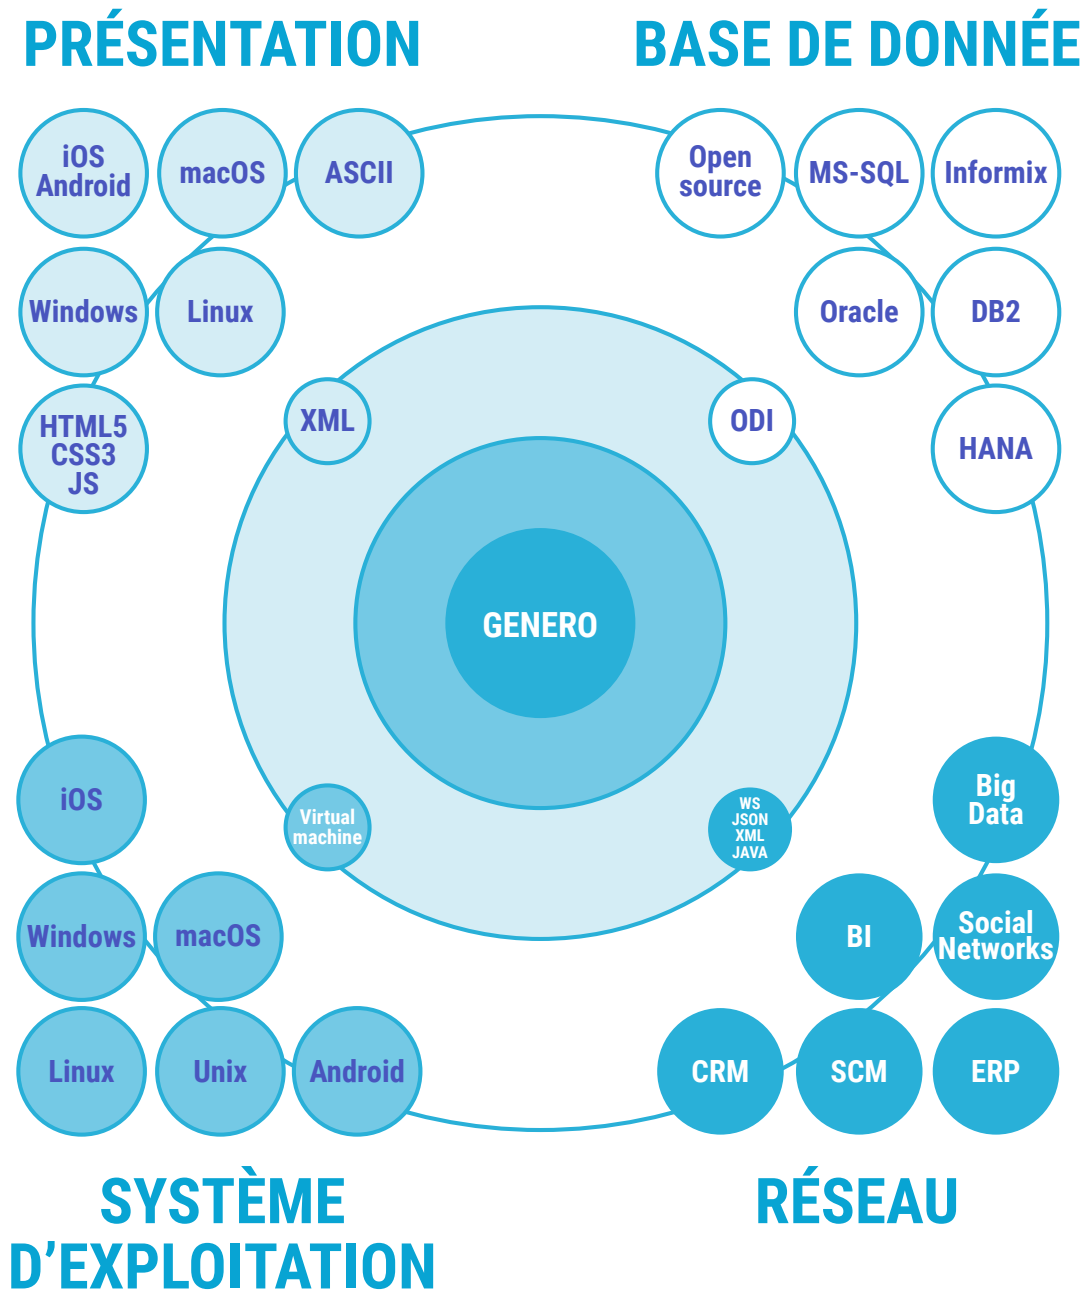 PRÉSENTATION
BASE DE DONNÉE
iOS
Android
macOS
ASCII
Windows
Linux
HTML5
CSS3
JS
Open
source
MS-SQL
Informix
Oracle
DB2
HANA
XML
ODI
GENERO
Virtual
machine
WS
JSON
XML
JAVA
iOS
Windows
macOS
Linux
Unix
Android
Big
Data
BI
Social
Networks
CRM
SCM
ERP
SYSTÈME
D’EXPLOITATION
RÉSEAU